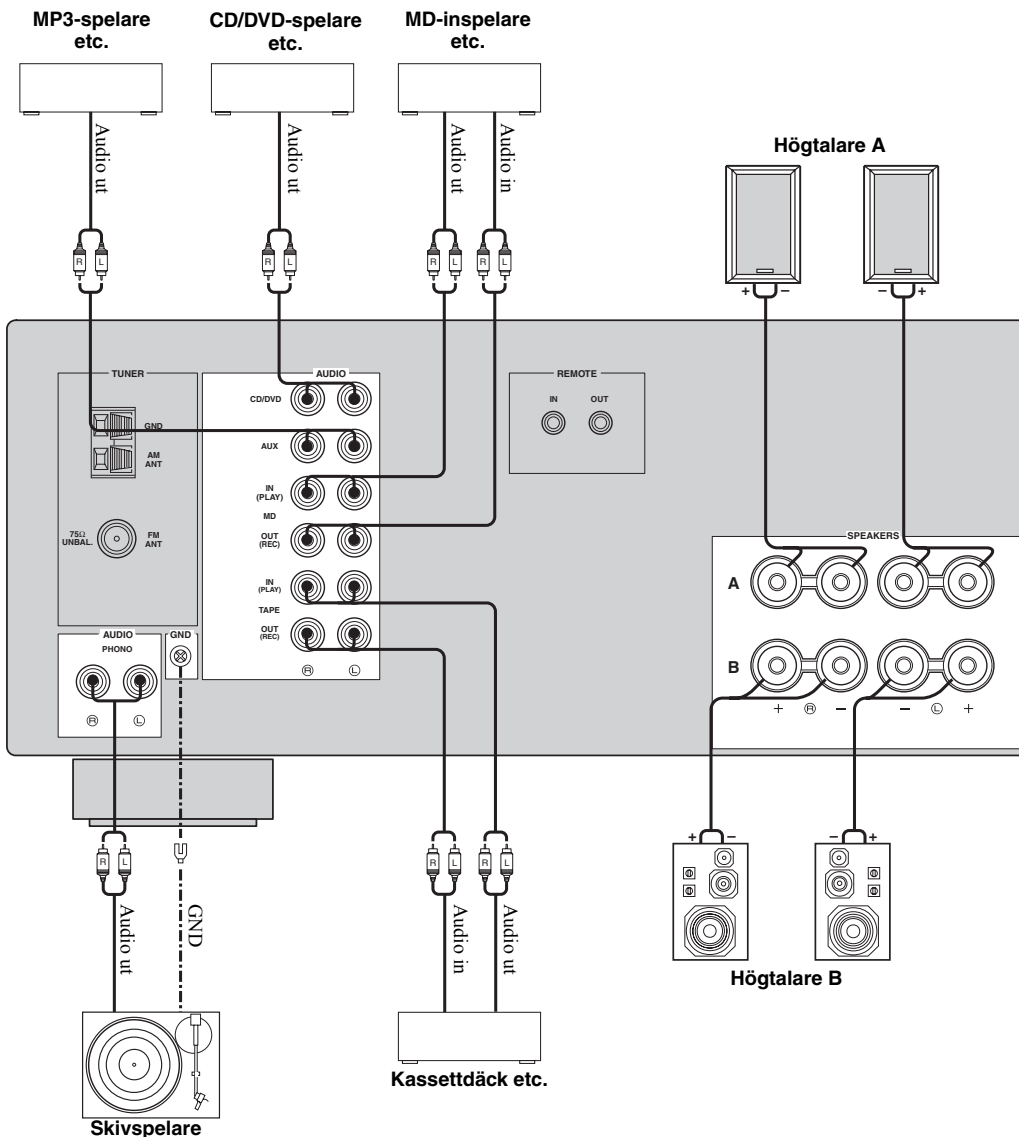 MP3-spelare
etc.
CD/DVD-spelare
etc.
MD-inspelare
etc.
Audio ut
Audio ut
Audio ut
Audio in
R L
R L
R L
R L
Högtalare A
+ −
− +
TUNER
GND
AM
ANT
75Ω
UNBAL.
FM
ANT
AUDIO
CD/DVD
AUX
IN
(PLAY)
MD
OUT
(REC)
IN
(PLAY)
TAPE
OUT
(REC)
R L
REMOTE
IN OUT
SPEAKERS
A
B
+ R − − L +
AUDIO
PHONO
R L
GND
R L
Audio ut
GND
R L
R L
Audio in
Audio ut
+ −
− +
Högtalare B
Kassettdäck etc.
Skivspelare